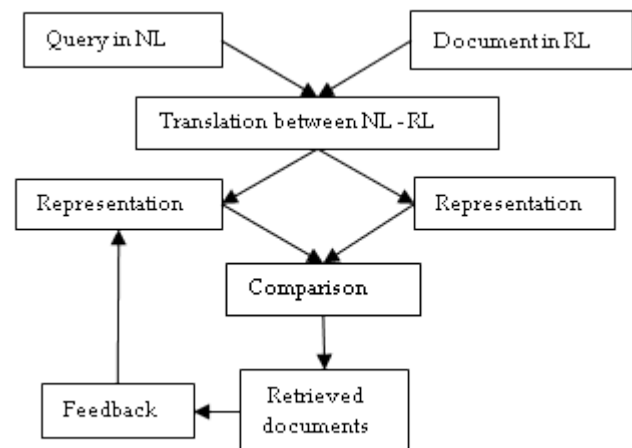 Query in NL
Document in RL
Translation between NL - RL
Representation
Representation
Comparison
Feedback
Retrieved
documents